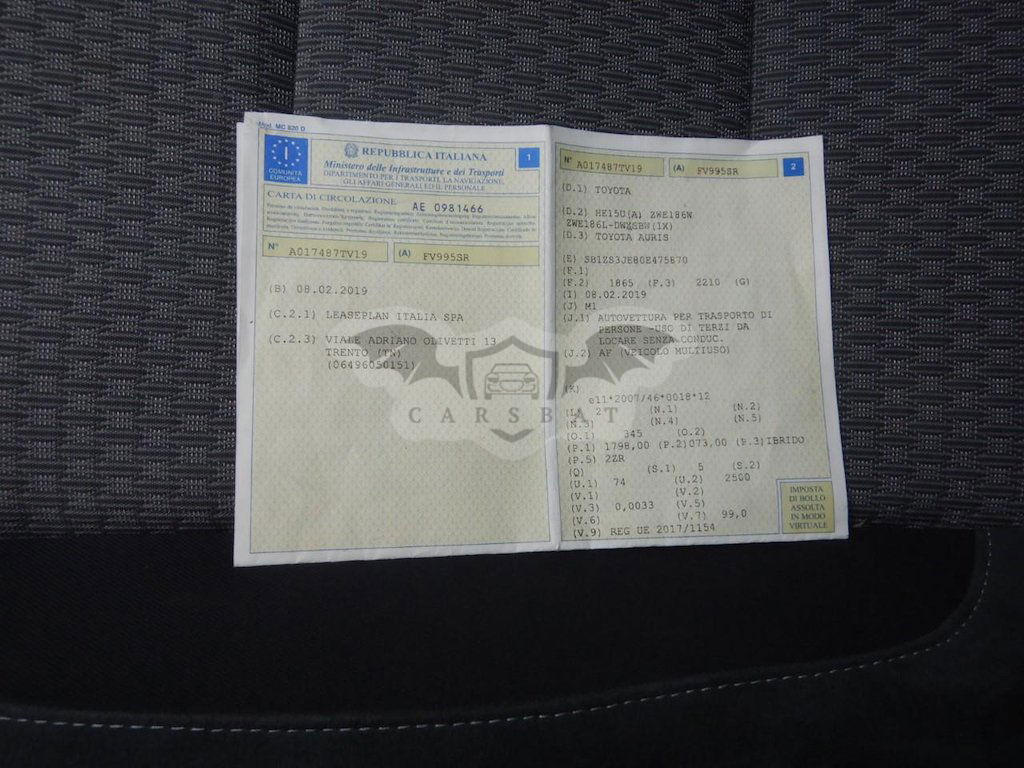 Mod. MC 820 D
COMUNITÀ
EUROPEA
I
REPUBBLICA ITALIANA
Ministero delle Infrastrutture e dei Trasporti
DIPARTIMENTO PER I TRASPORTI, LA NAVIGAZIONE,
GLI AFFARI GENERALI ED IL PERSONALE
1
CARTA DI CIRCOLAZIONE
AE 0981466
N° A017487TV19 (A) FV995SR
(B) 08.02.2019
(C.2.1) LEASEPLAN ITALIA SPA
(C.2.3) VIALE ADRIANO OLIVETTI 13
TRENTO (TN)
(06496050151)
N° A017487TV19 (A) FV995SR
2
(D.1) TOYOTA
(D.2) HE15U(A) ZWE186W
ZWE186L-DWXSBW(1X)
(D.3) TOYOTA AURIS
(E) SB1ZS3JE80E475870
(F.1)
(F.2) 1865 (F.3) 2210 (G)
(I) 08.02.2019
(J) M1
(J.1) AUTOVETTURA PER TRASPORTO DI
PERSONE -USO DI TERZI DA
LOCARE SENZA CONDUC.
(J.2) AF (VEICOLO MULTIUSO)
(K)
e11*2007/46*0018*12
(L) 2 (N.1) (N.2)
(N.3) (N.4) (N.5)
(O.1) 345 (O.2)
(P.1) 1798,00 (P.2)073,00 (P.3)IBRIDO
(P.5) 2ZR
(Q) (S.1) 5 (S.2)
(U.1) 74 (U.2) 2500
(V.1) (V.2)
(V.3) 0,0033 (V.5)
(V.6) (V.7) 99,0
(V.9) REG UE 2017/1154
IMPOSTA
DI BOLLO
ASSOLTA
IN MODO
VIRTUALE
CARSBAT